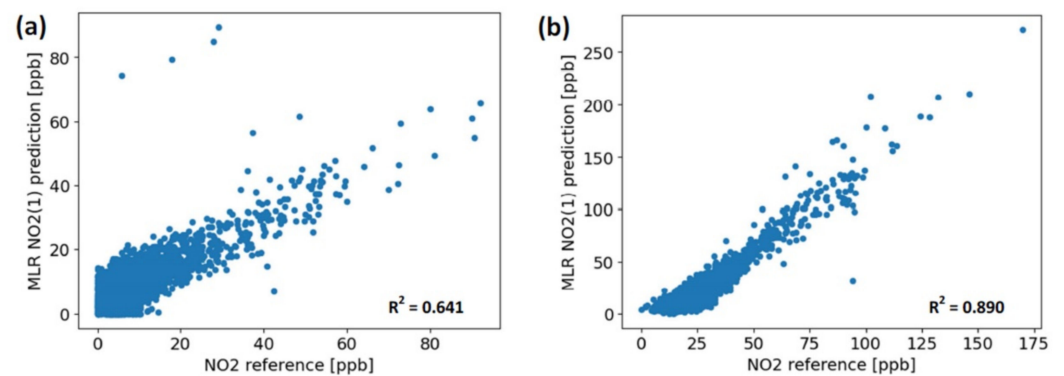 (a)
MLR NO2(1) prediction [ppb]
80
60
40
20
0
R² = 0.641
0 20 40 60 80
NO2 reference [ppb]
(b)
MLR NO2(1) prediction [ppb]
250
200
150
100
50
0
R² = 0.890
0 25 50 75 100 125 150 175
NO2 reference [ppb]